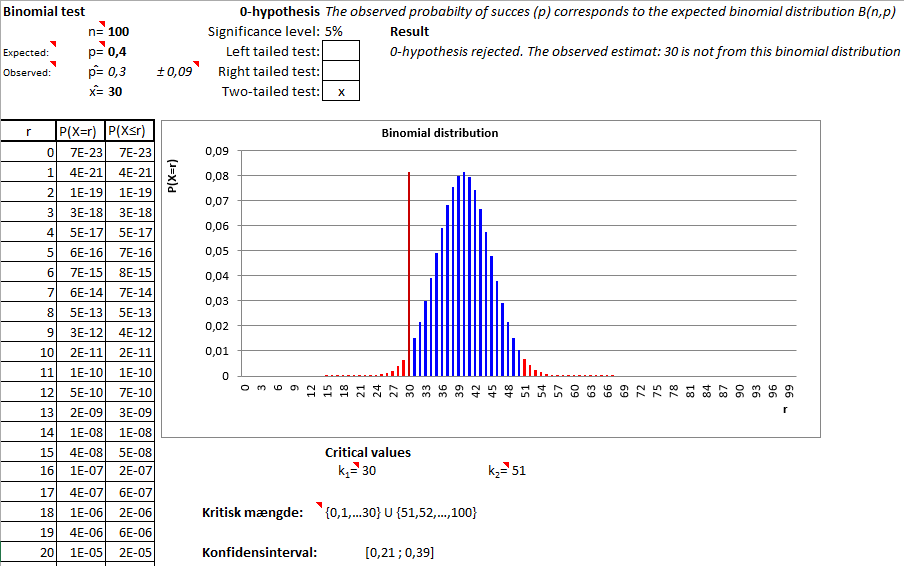 Binomial test
0-hypothesis The observed probabilty of succes (p) corresponds to the expected binomial distribution B(n,p)
n= 100
Significance level: 5%
Result
Expected: p= 0,4
Left tailed test:
0-hypothesis rejected. The observed estimat: 30 is not from this binomial distribution
Observed: p̂= 0,3 ±0,09
Right tailed test:
x̂= 30
Two-tailed test: x
r P(X=r) P(X≤r)
0 7E-23 7E-23
1 4E-21 4E-21
2 1E-19 1E-19
3 3E-18 3E-18
4 5E-17 5E-17
5 6E-16 7E-16
6 7E-15 8E-15
7 6E-14 7E-14
8 5E-13 5E-13
9 3E-12 4E-12
10 2E-11 2E-11
11 1E-10 1E-10
12 5E-10 7E-10
13 2E-09 3E-09
14 1E-08 1E-08
15 4E-08 5E-08
16 1E-07 2E-07
17 4E-07 6E-07
18 1E-06 2E-06
19 4E-06 6E-06
20 1E-05 2E-05
Binomial distribution
P(X=r)
0,09
0,08
0,07
0,06
0,05
0,04
0,03
0,02
0,01
0
0 3 6 9 12 15 18 21 24 27 30 33 36 39 42 45 48 51 54 57 60 63 66 69 72 75 78 81 84 87 90 93 96 99
r
Critical values
k₁= 30 k₂= 51
Kritisk mængde: {0,1,...30} U {51,52,...,100}
Konfidensinterval: [0,21 ; 0,39]